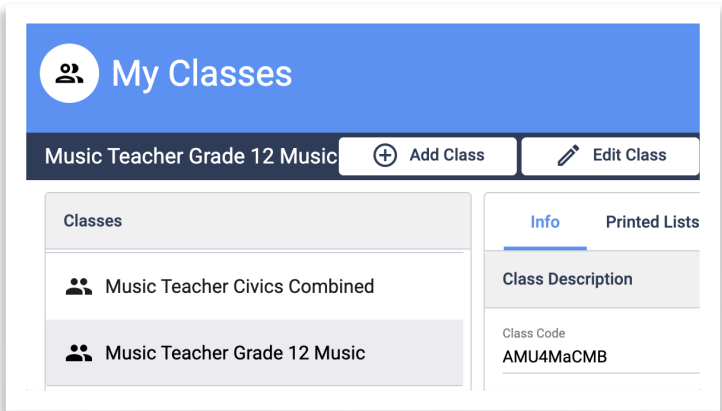 My Classes
Music Teacher Grade 12 Music
Add Class
Edit Class
Classes
Music Teacher Civics Combined
Music Teacher Grade 12 Music
Info
Printed Lists
Class Description
Class Code
AMU4MaCMB